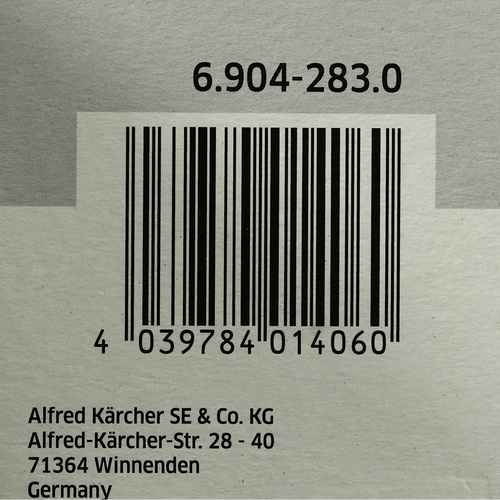 6.904-283.0
4 039784 014060
Alfred Kärcher SE & Co. KG
Alfred-Kärcher-Str. 28 - 40
71364 Winnenden
Germany